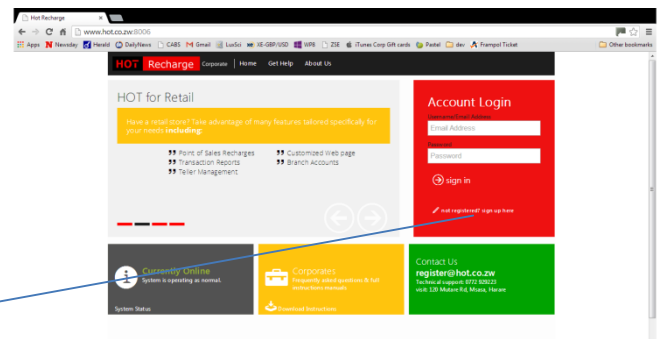 Hot Recharge
www.hot.co.zw:8006
Apps Newsday Herald DailyNews CABS M Gmail LucSci XE-GBP/USD WPB ZSE iTunes Corp Gift cards Pastel dev Frampol Ticket Other bookmarks
HOT Recharge Corporate Home Get Help About Us
HOT for Retail
Have a retail store? Take advantage of many features tailored specifically for
your needs including:
Point of Sales Recharges
Transaction Reports
Teller Management
Customized Web page
Branch Accounts
Account Login
Username/Email Address
Email Address
Password
Password
sign in
not registered? sign up here
Currently Online
System is operating as normal.
System Status
Corporates
Frequently asked questions & full
instructions manuals
Download Instructions
Contact Us
register@hot.co.zw
Technical support: 0772 929223
visit: 120 Mutare Rd, Msasa, Harare